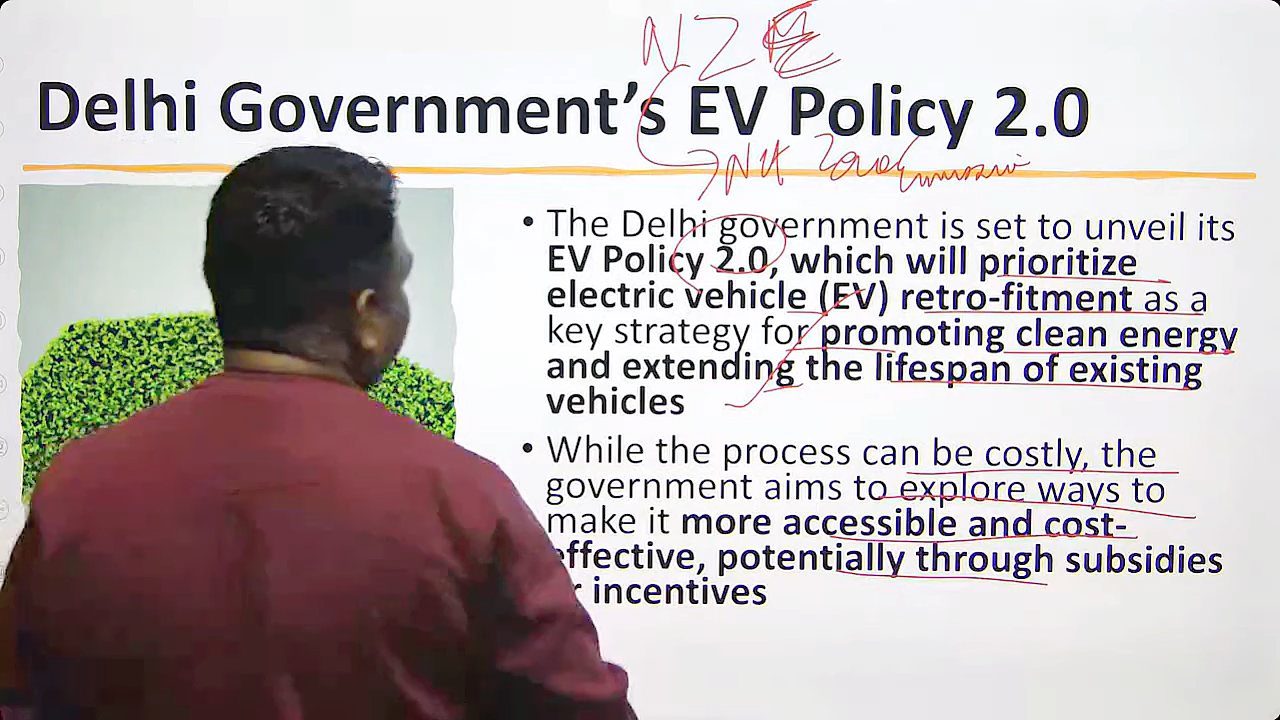 NZE
Delhi Government's EV Policy 2.0
• The Delhi government is set to unveil its
EV Policy 2.0, which will prioritize
electric vehicle (EV) retro-fitment as a
key strategy for promoting clean energy
and extending the lifespan of existing
vehicles
• While the process can be costly, the
government aims to explore ways to
make it more accessible and cost-
effective, potentially through subsidies
incentives